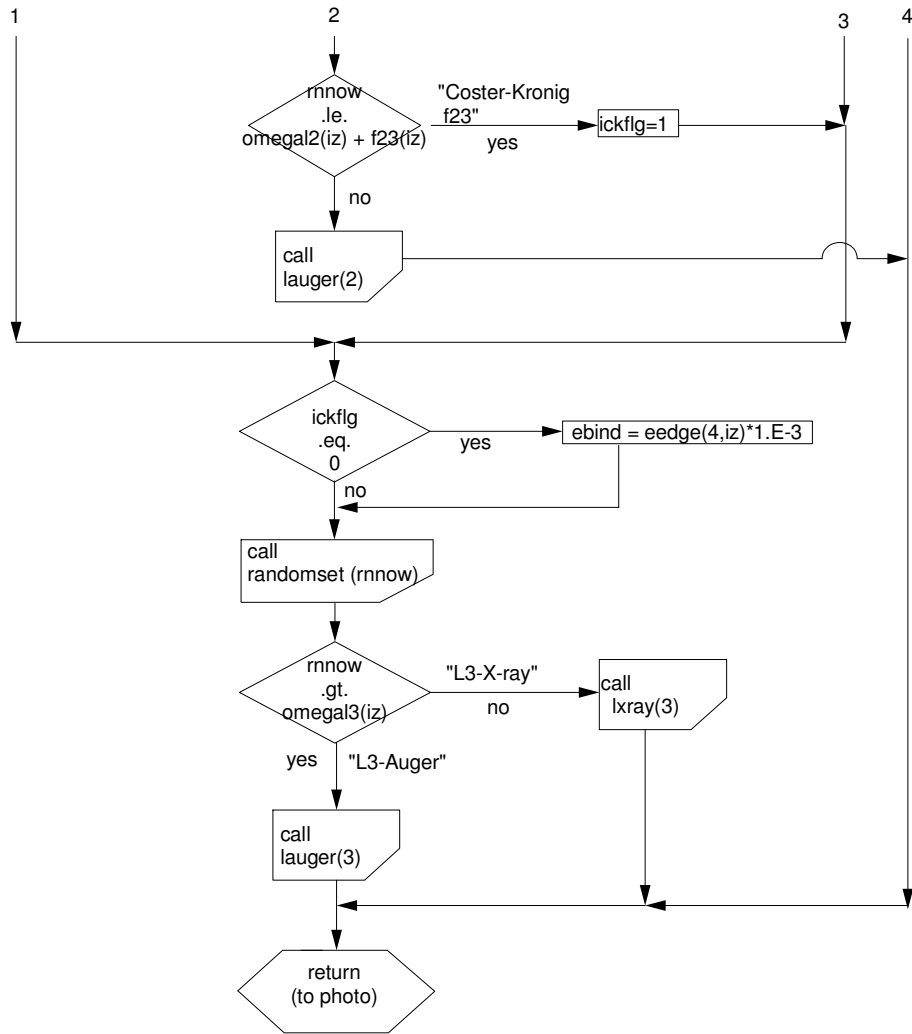 1
2
3
4
rnnow
.le.
omegal2(iz) + f23(iz)
"Coster-Kronig
f23"
yes
ickflg=1
no
call
lauger(2)
ickflg
.eq.
0
yes
ebind = eedge(4,iz)*1.E-3
no
call
randomset (rnnow)
rnnow
.gt.
omegal3(iz)
"L3-X-ray"
no
call
lxray(3)
yes
"L3-Auger"
call
lauger(3)
return
(to photo)